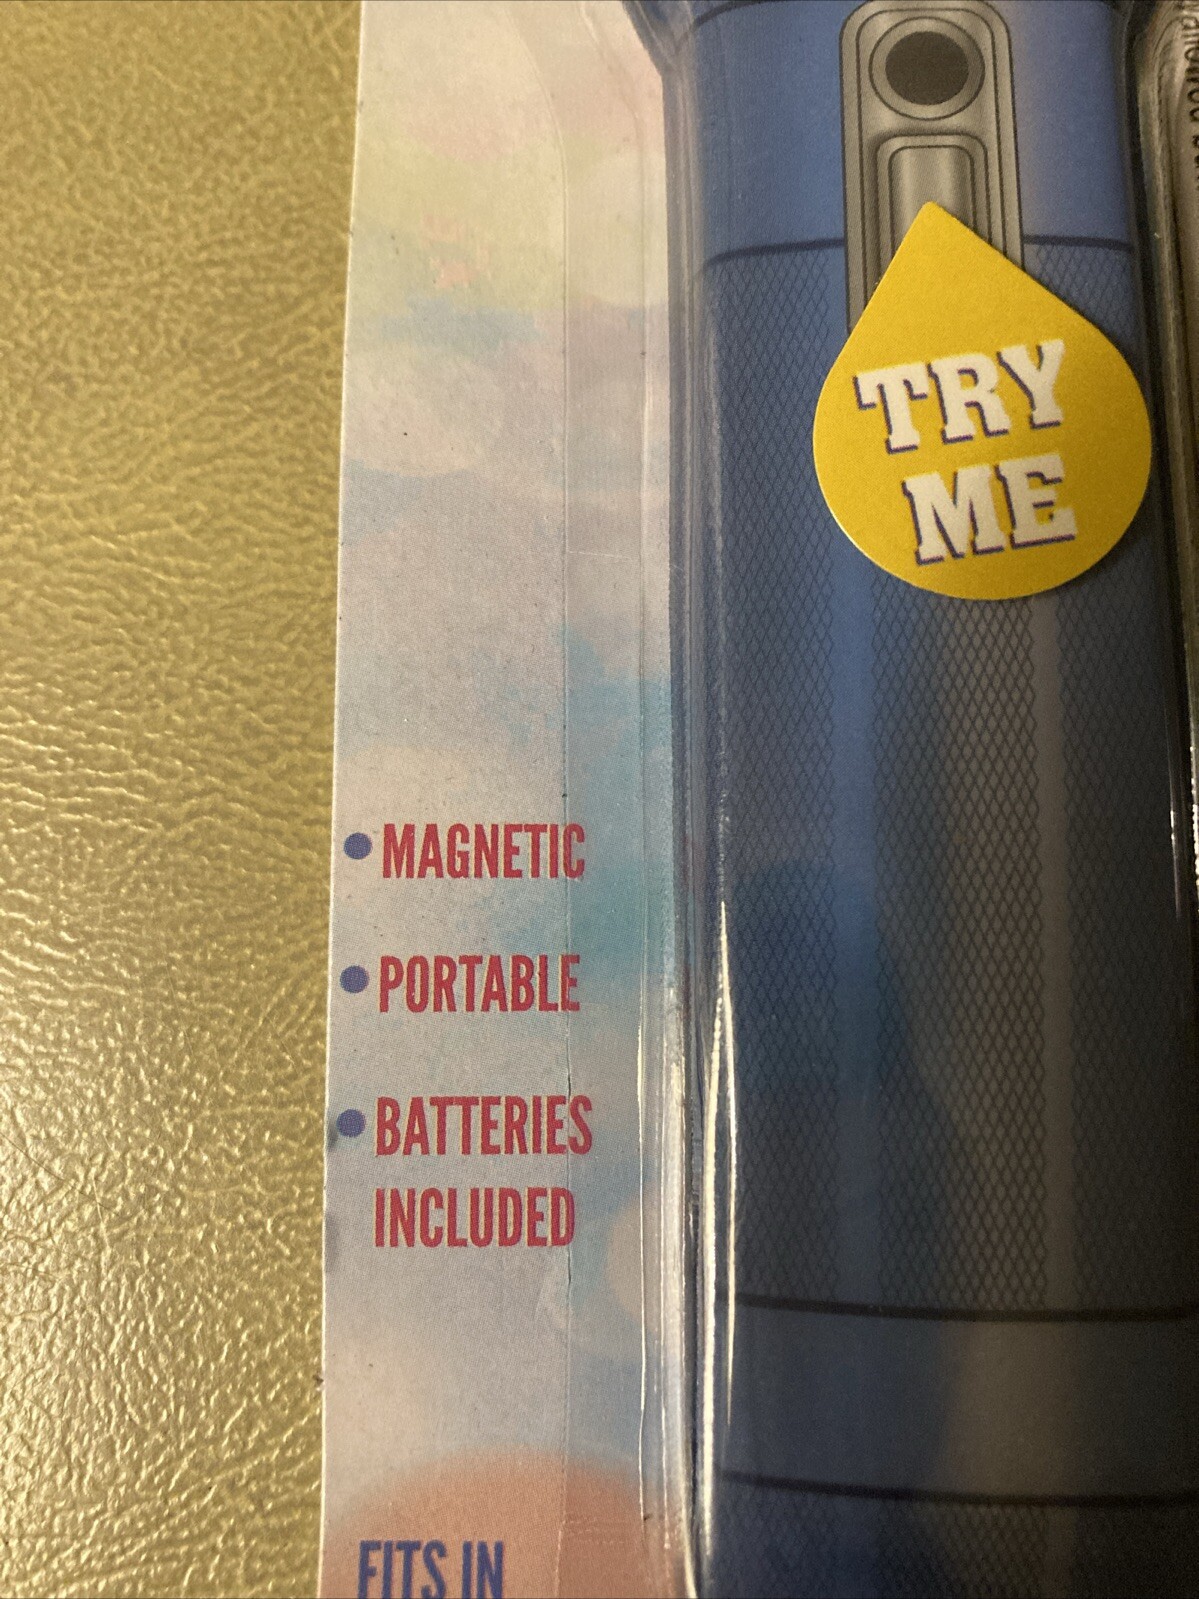 TRY
ME
• MAGNETIC
• PORTABLE
• BATTERIES
INCLUDED
FITS IN